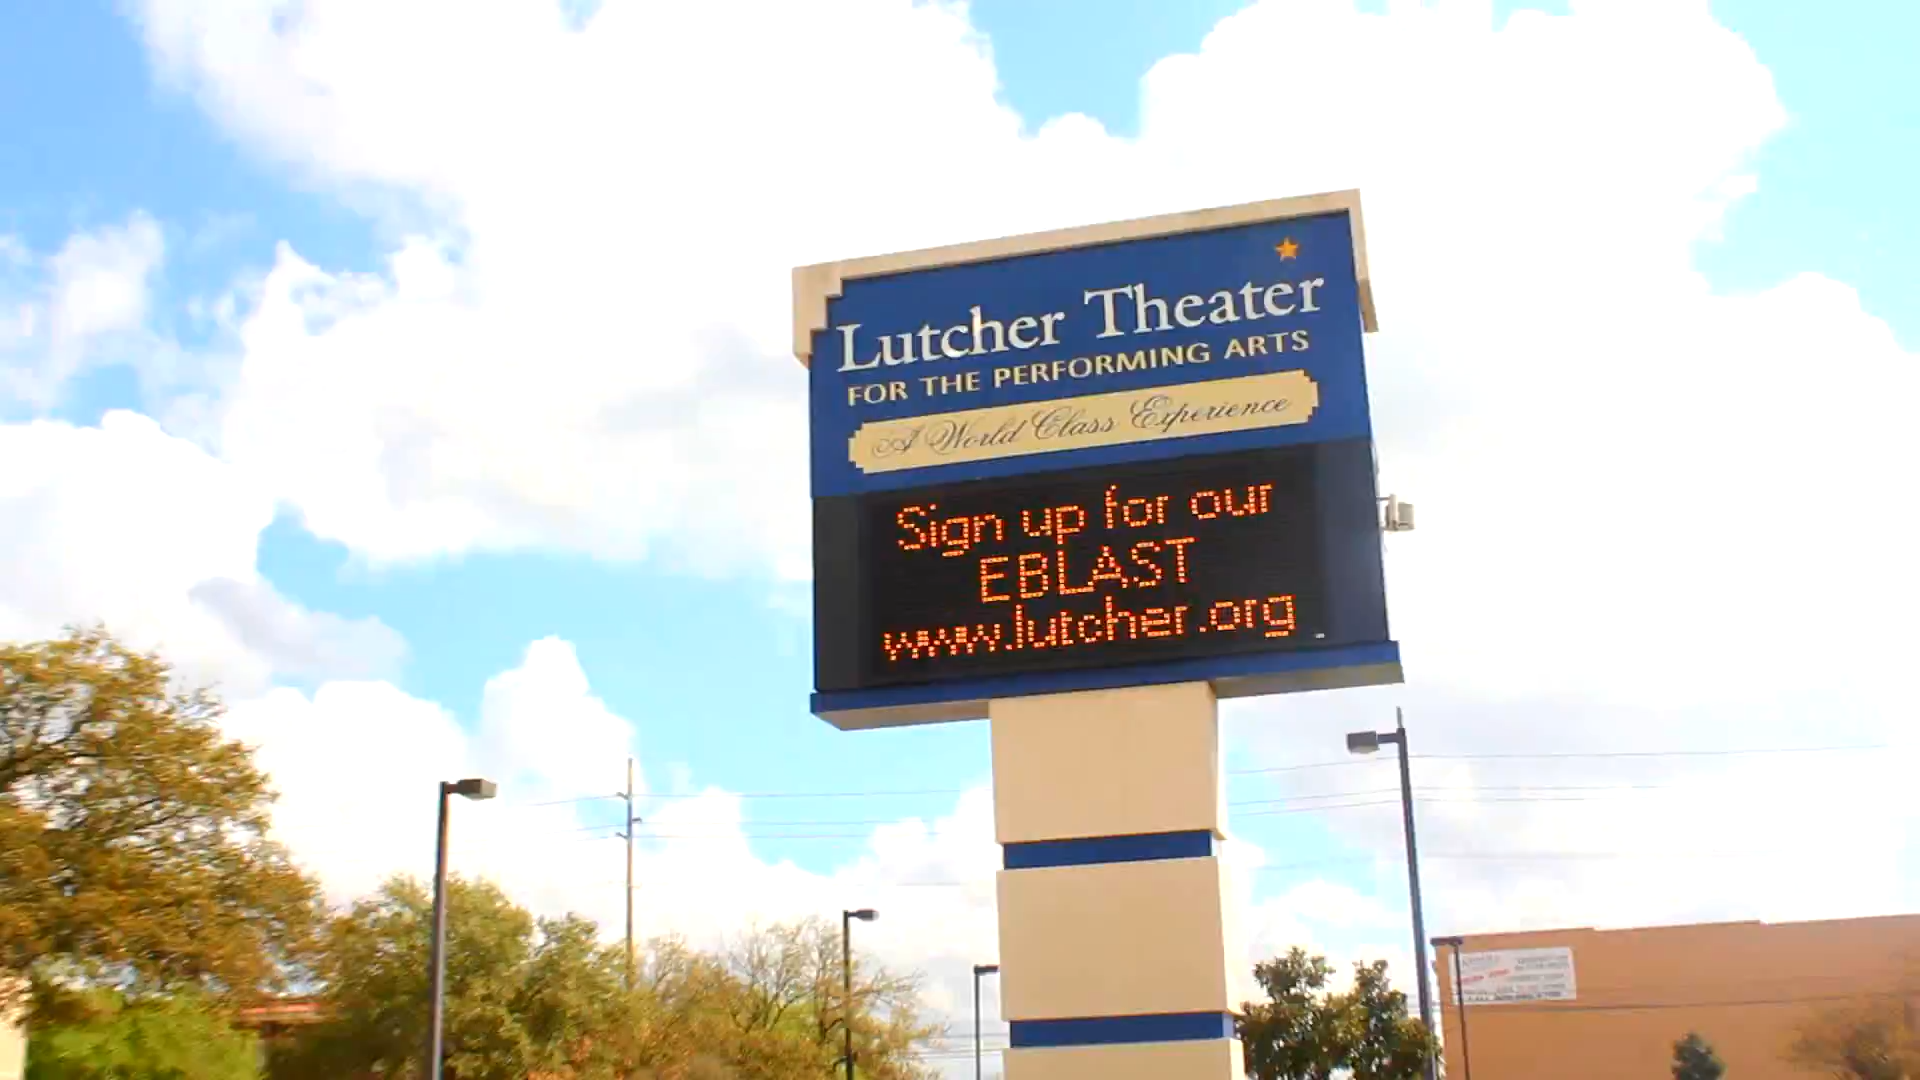 Lutcher Theater
FOR THE PERFORMING ARTS
A World Class Experience
Sign up for our
EBLAST
www.lutcher.org